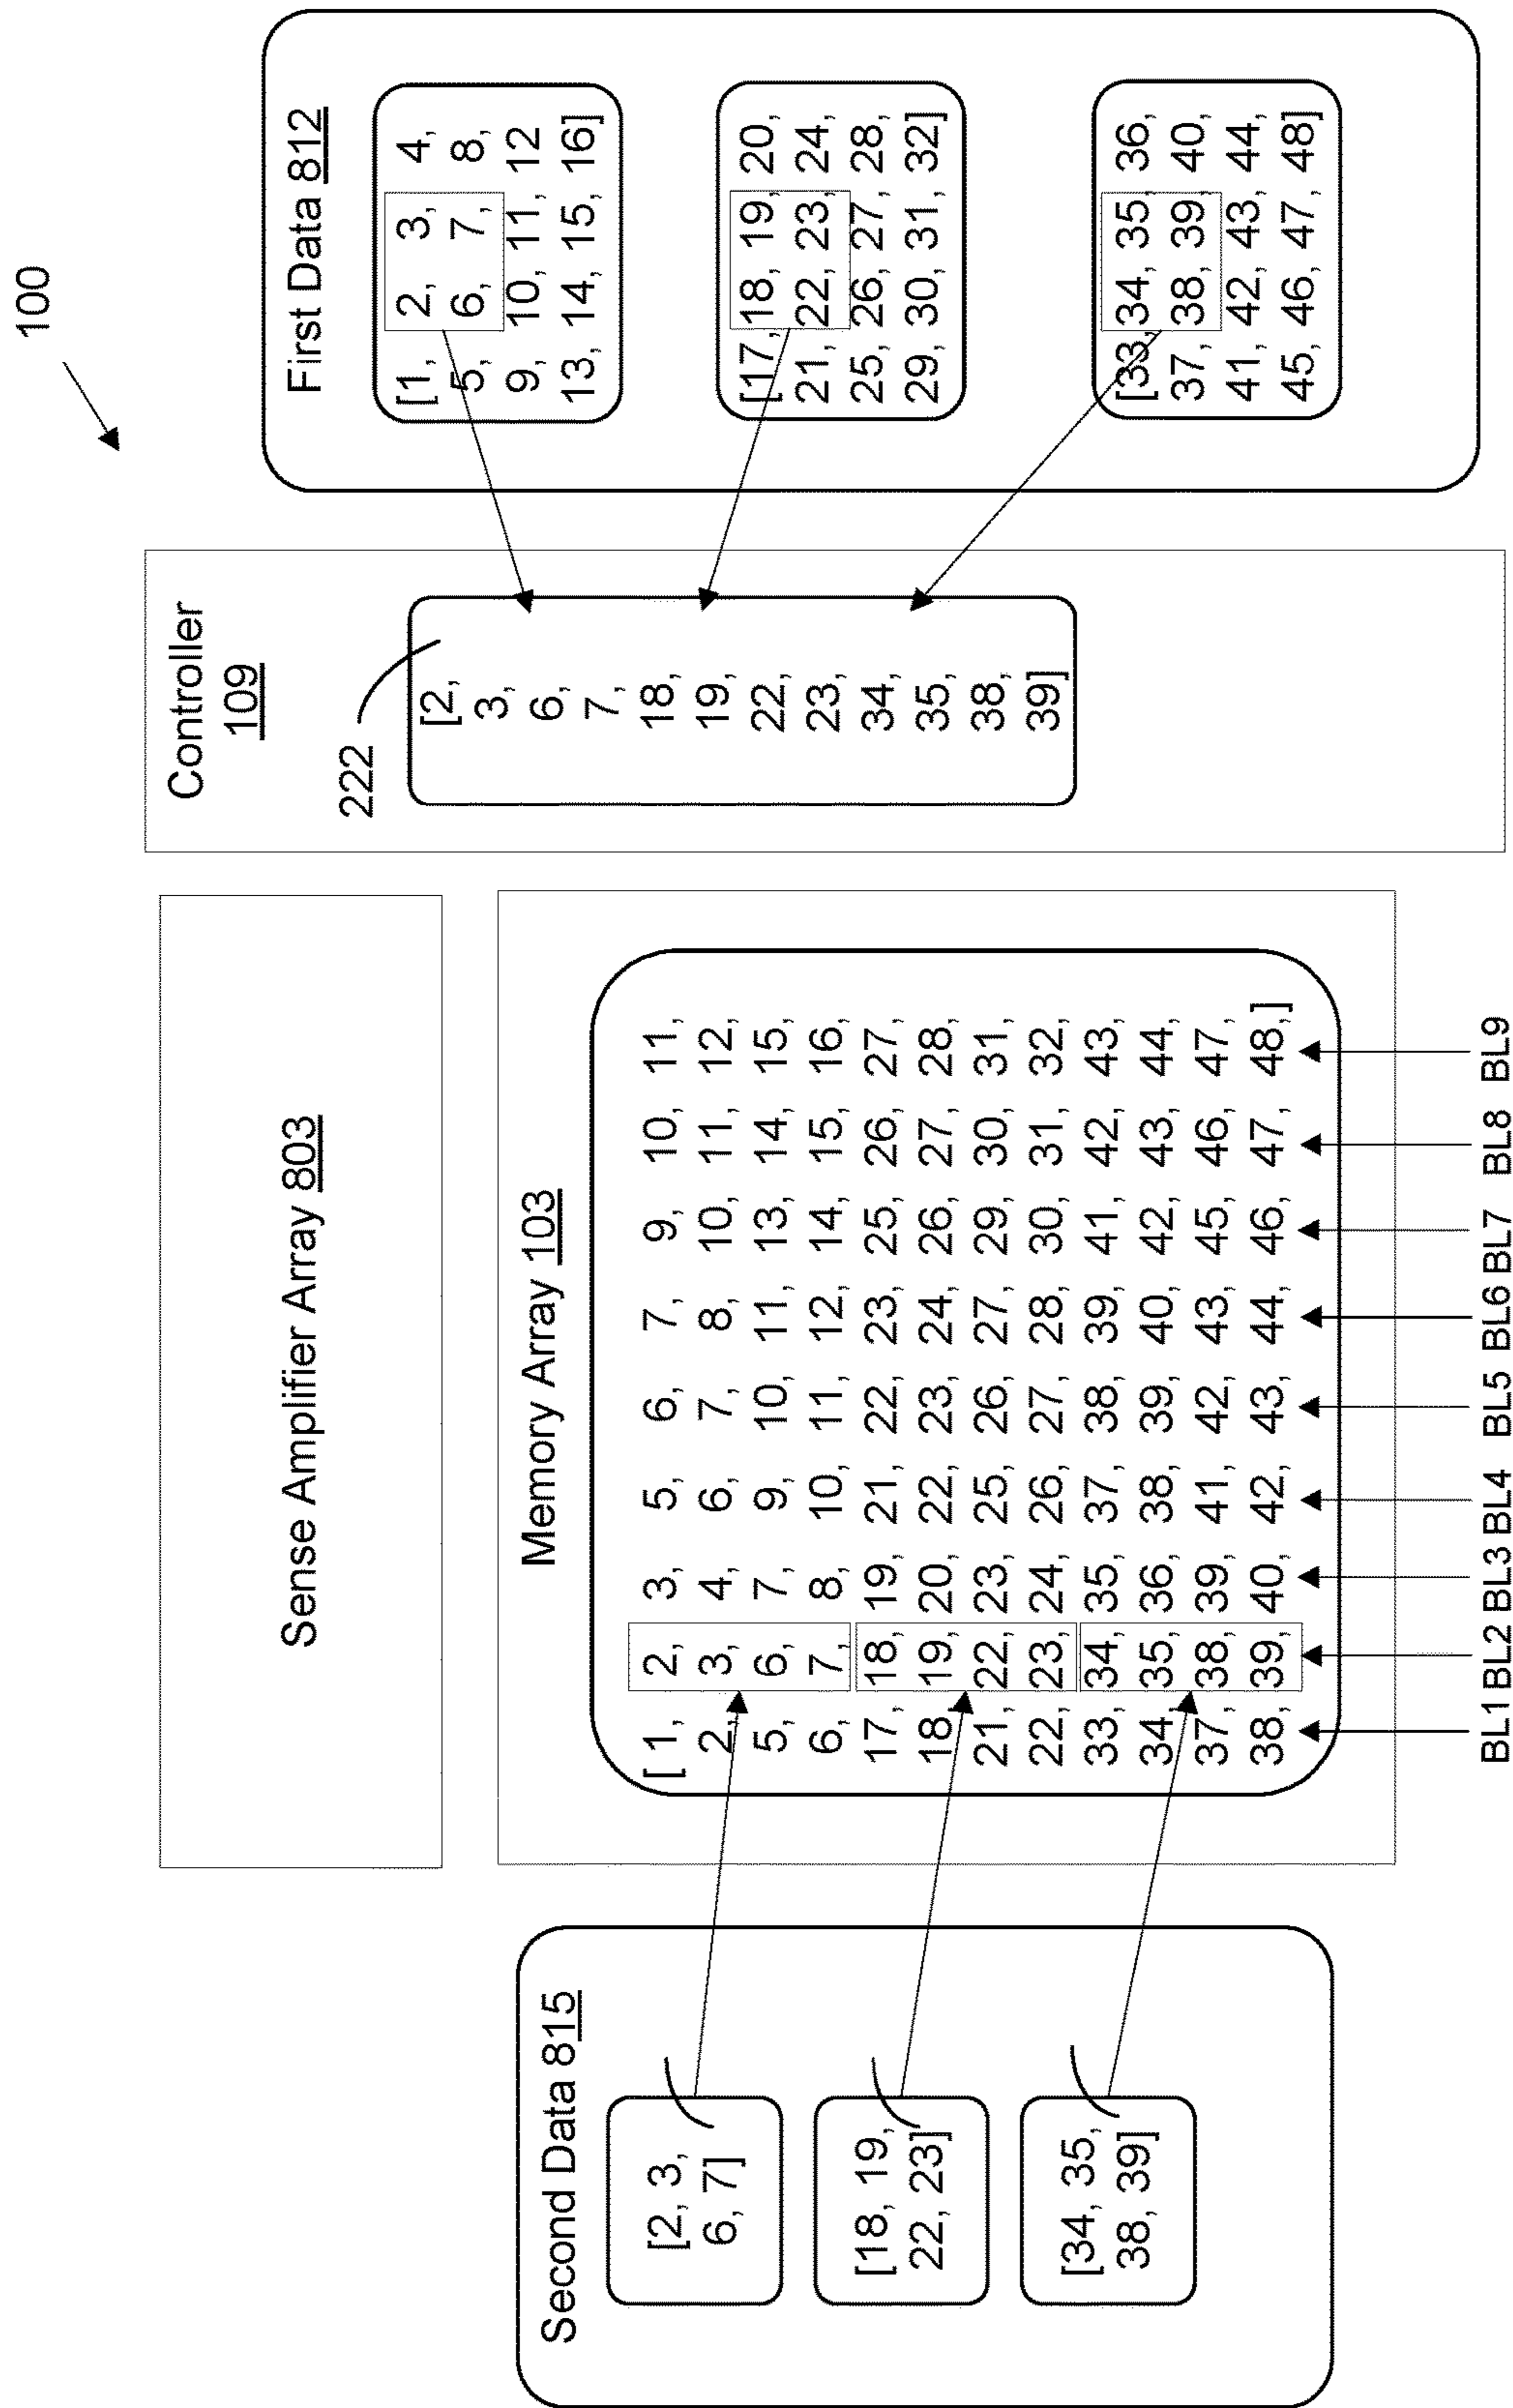 100
Second Data 815
[2, 3,
6, 7]
[18, 19,
22, 23]
[34, 35,
38, 39]
Sense Amplifier Array 803
Memory Array 103
[ 1, 2, 3, 5, 6, 7, 9, 10, 11,
2, 3, 4, 6, 7, 8, 10, 11, 12,
5, 6, 7, 9, 10, 11, 13, 14, 15,
6, 7, 8, 10, 11, 12, 14, 15, 16,
17, 18, 19, 21, 22, 23, 25, 26, 27,
18, 19, 20, 22, 23, 24, 26, 27, 28,
21, 22, 23, 25, 26, 27, 29, 30, 31,
22, 23, 24, 26, 27, 28, 30, 31, 32,
33, 34, 35, 37, 38, 39, 41, 42, 43,
34, 35, 36, 38, 39, 40, 42, 43, 44,
37, 38, 39, 41, 42, 43, 45, 46, 47,
38, 39, 40, 42, 43, 44, 46, 47, 48,]
BL1 BL2 BL3 BL4 BL5 BL6 BL7 BL8 BL9
Controller
109
222
[2,
3,
6,
7,
18,
19,
22,
23,
34,
35,
38,
39]
First Data 812
[1, 2, 3, 4,
5, 6, 7, 8,
9, 10, 11, 12
13, 14, 15, 16]
[17, 18, 19, 20,
21, 22, 23, 24,
25, 26, 27, 28,
29, 30, 31, 32]
[33, 34, 35, 36,
37, 38, 39, 40,
41, 42, 43, 44,
45, 46, 47, 48]